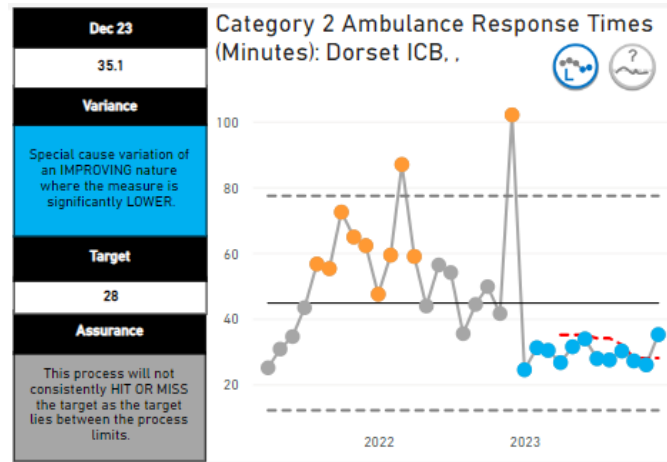 Dec 23
35.1
Variance
Special cause variation of
an IMPROVING nature
where the measure is
significantly LOWER.
Target
28
Assurance
This process will not
consistently HIT OR MISS
the target as the target
lies between the process
limits.
Category 2 Ambulance Response Times
(Minutes): Dorset ICB, ,
L
?
100
80
60
40
20
2022
2023